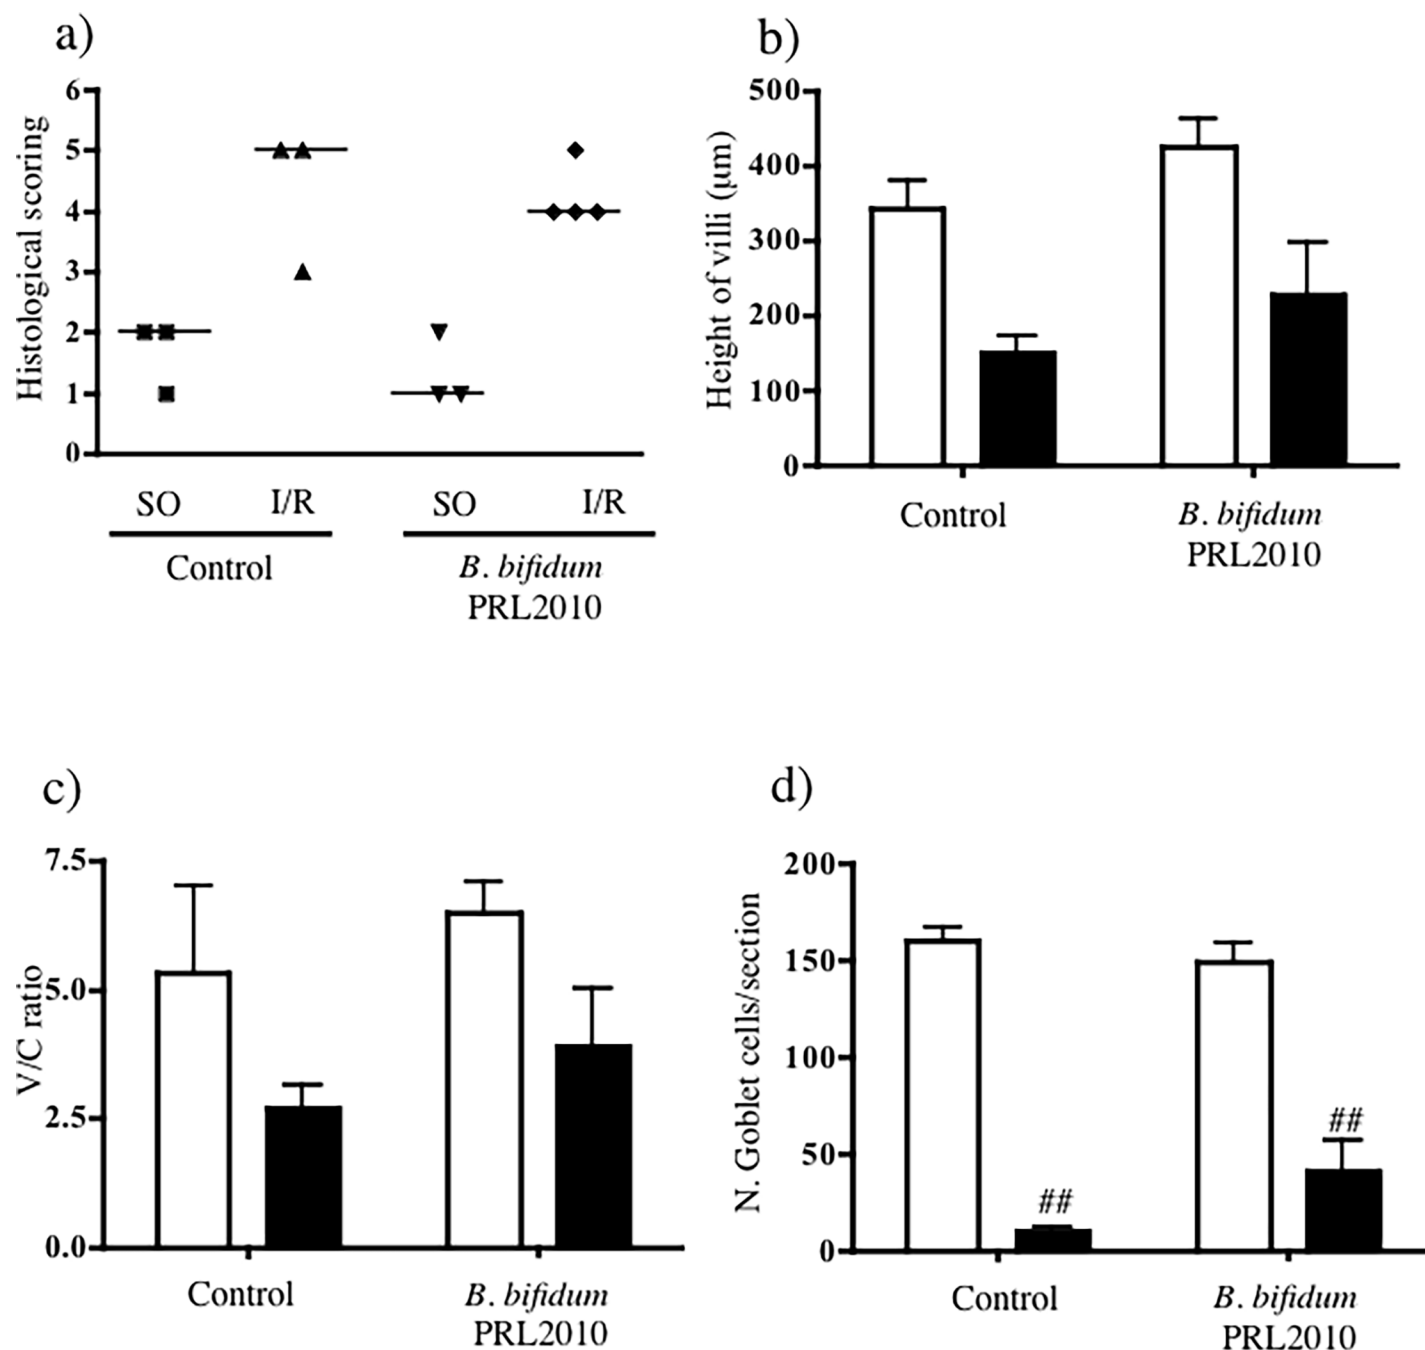 a)
Histological scoring
6
5
4
3
2
1
0
SO
I/R
SO
I/R
Control
B. bifidum
PRL2010
b)
Height of villi (μm)
500
400
300
200
100
0
Control
B. bifidum
PRL2010
c)
V/C ratio
7.5
5.0
2.5
0.0
Control
B. bifidum
PRL2010
d)
N. Goblet cells/section
200
150
100
50
0
##
##
Control
B. bifidum
PRL2010